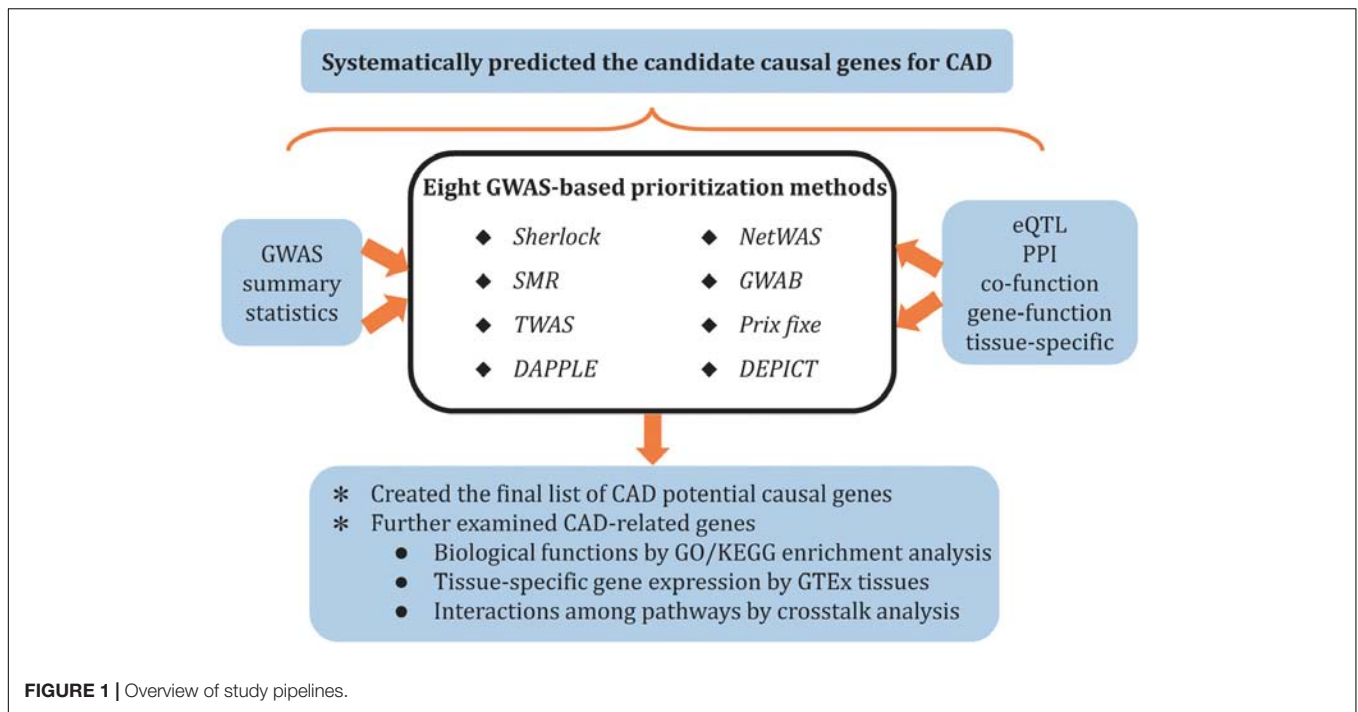 Systematically predicted the candidate causal genes for CAD
GWAS
summary
statistics
Eight GWAS-based prioritization methods
◆ Sherlock
◆ SMR
◆ TWAS
◆ DAPPLE
◆ NetWAS
◆ GWAB
◆ Prix fixe
◆ DEPICT
eQTL
PPI
co-function
gene-function
tissue-specific
* Created the final list of CAD potential causal genes
* Further examined CAD-related genes
● Biological functions by GO/KEGG enrichment analysis
● Tissue-specific gene expression by GTEx tissues
● Interactions among pathways by crosstalk analysis
FIGURE 1 | Overview of study pipelines.